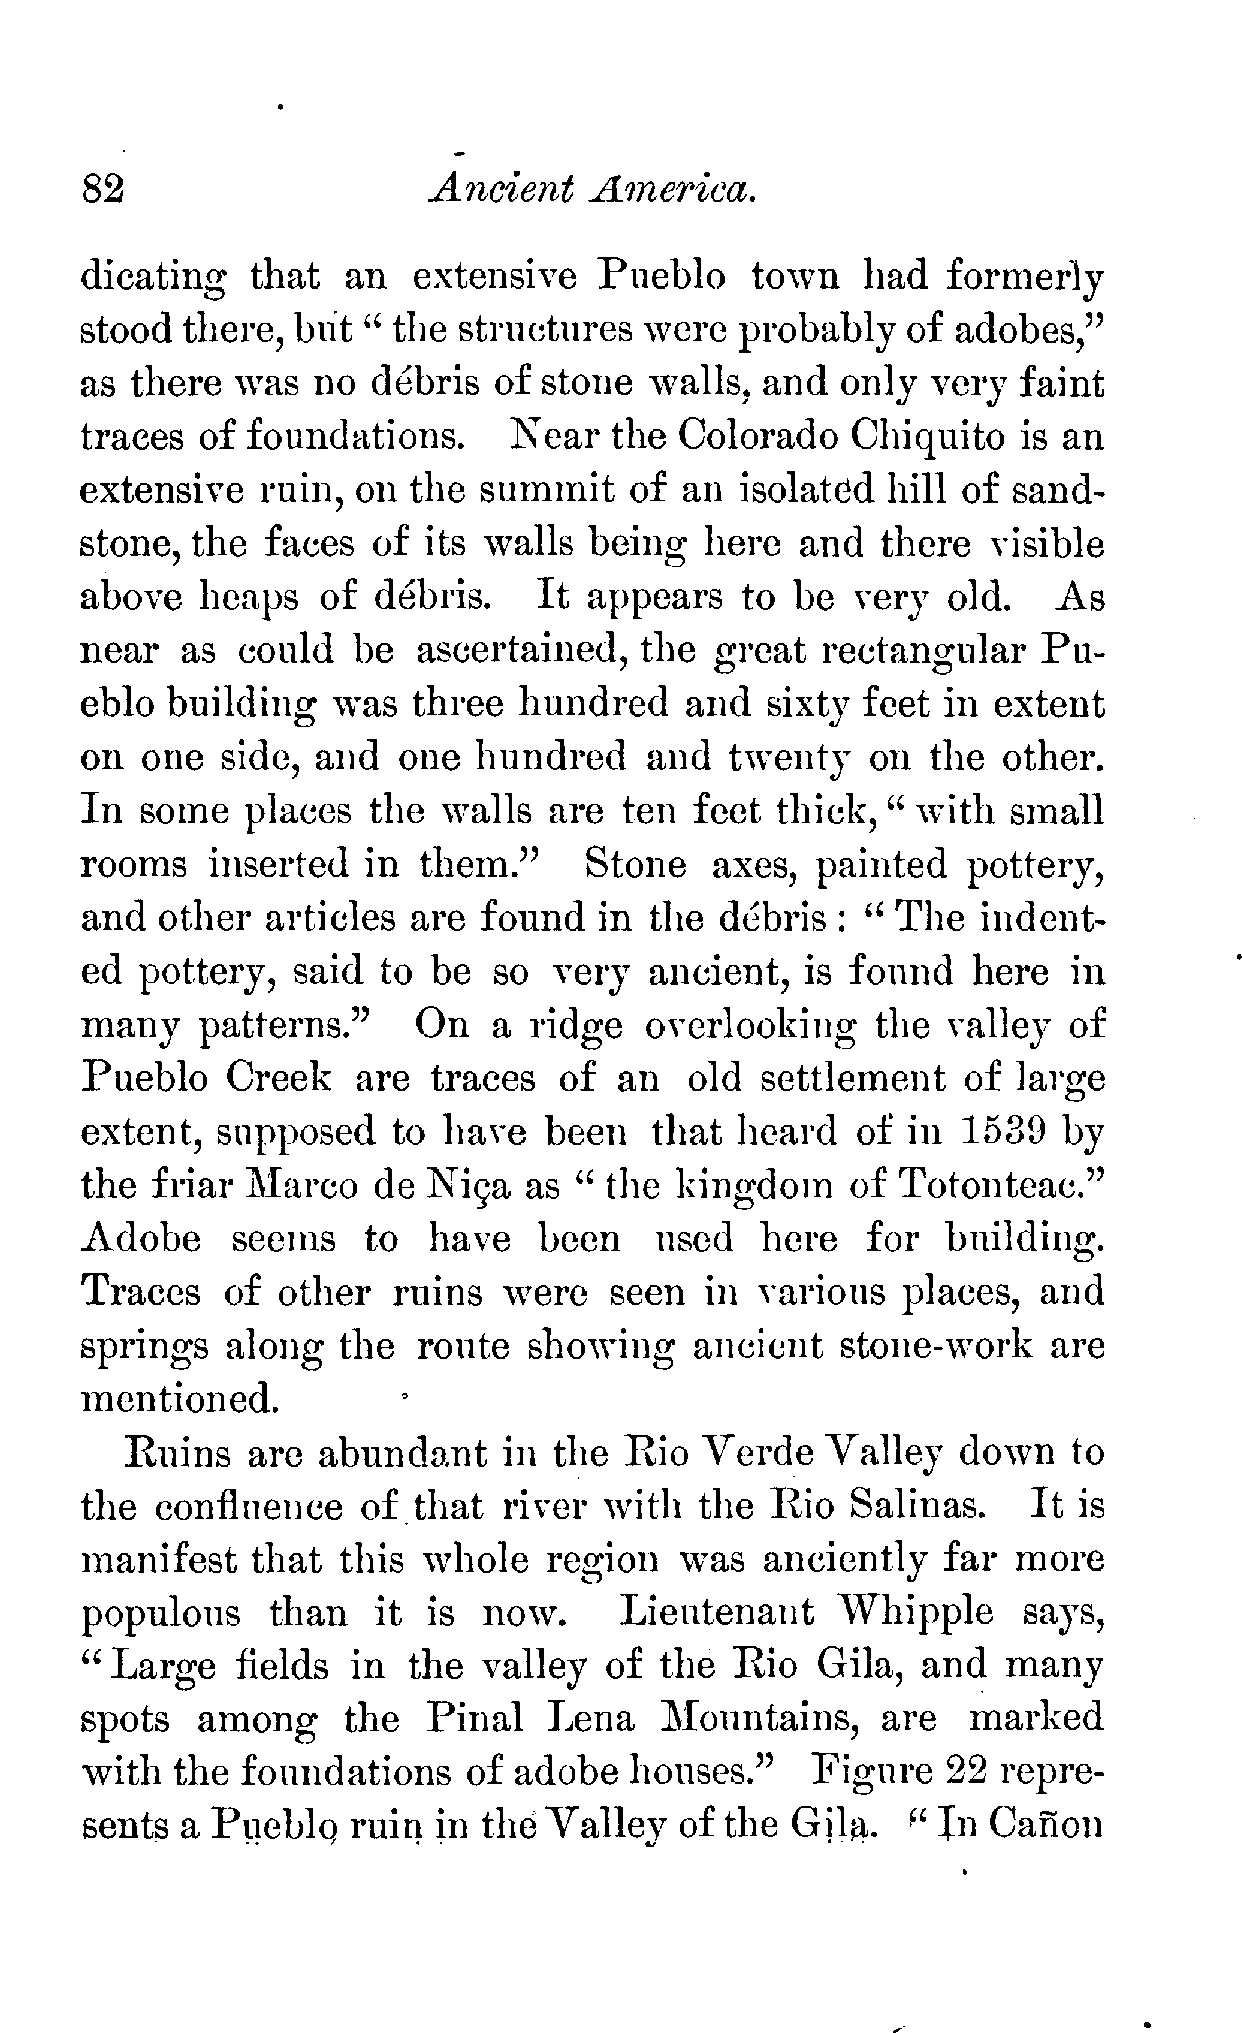 82 Ancient America.
dicating that an extensive Pueblo town had formerly
stood there, but “ the structures were probably of adobes,”
as there was no débris of stone walls, and only very faint
traces of foundations. Near the Colorado Chiquito is an
extensive ruin, on the summit of an isolated hill of sand-
stone, the faces of its walls being here and there visible
above heaps of débris. It appears to be very old. As
near as could be ascertained, the great rectangular Pu-
eblo building was three hundred and sixty feet in extent
on one side, and one hundred and twenty on the other.
In some places the walls are ten feet thick, “ with small
rooms inserted in them.” Stone axes, painted pottery,
and other articles are found in the débris : “ The indent-
ed pottery, said to be so very ancient, is found here in
many patterns.” On a ridge overlooking the valley of
Pueblo Creek are traces of an old settlement of large
extent, supposed to have been that heard of in 1539 by
the friar Marco de Niça as “ the kingdom of Totonteac.”
Adobe seems to have been used here for building.
Traces of other ruins were seen in various places, and
springs along the route showing ancient stone-work are
mentioned.
Ruins are abundant in the Rio Verde Valley down to
the confluence of that river with the Rio Salinas. It is
manifest that this whole region was anciently far more
populous than it is now. Lieutenant Whipple says,
“ Large fields in the valley of the Rio Gila, and many
spots among the Pinal Lena Mountains, are marked
with the foundations of adobe houses.” Figure 22 repre-
sents a Pueblo ruin in the Valley of the Gila. “ In Cañon